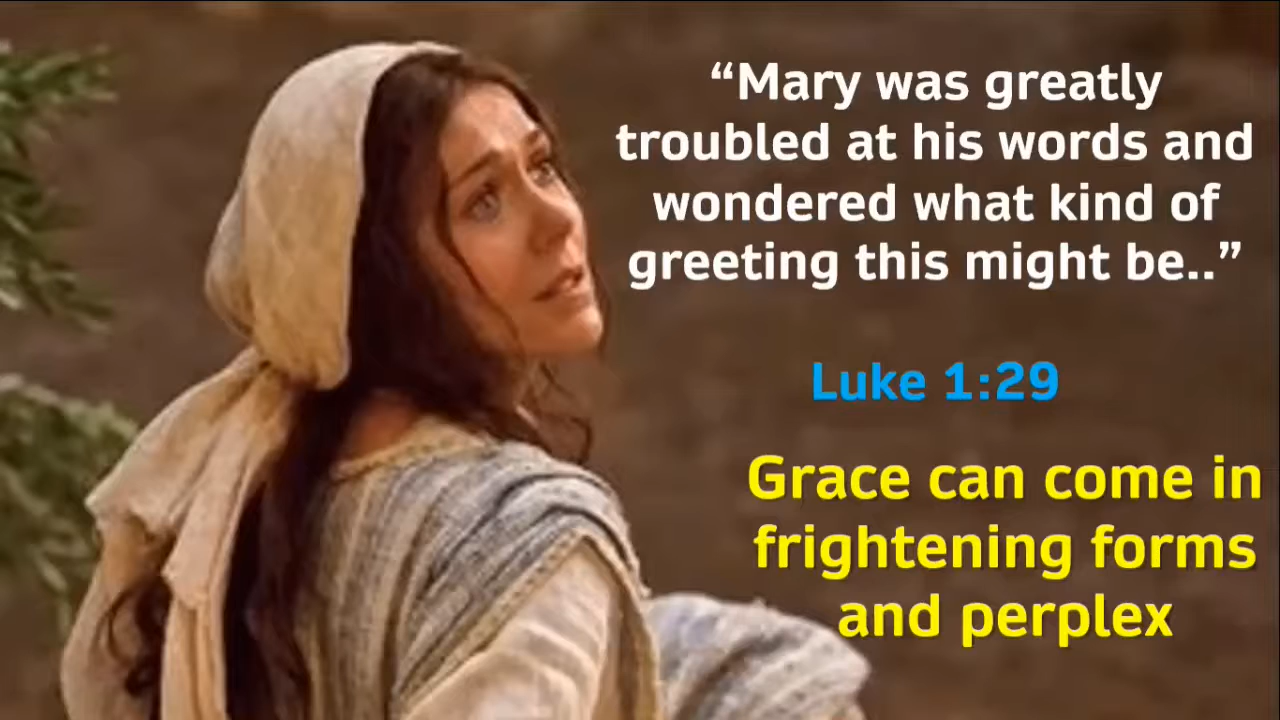 “Mary was greatly
troubled at his words and
wondered what kind of
greeting this might be..”
Luke 1:29
Grace can come in
frightening forms
and perplex